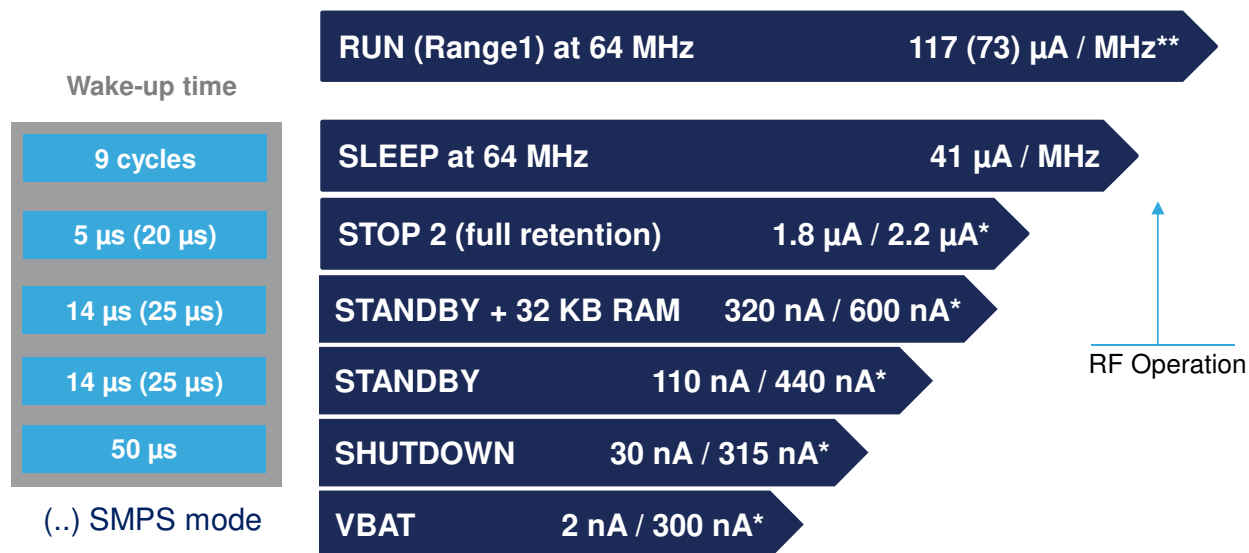 RUN (Range1) at 64 MHz 117 (73) µA / MHz**
Wake-up time
9 cycles SLEEP at 64 MHz 41 µA / MHz
5 µs (20 µs) STOP 2 (full retention) 1.8 µA / 2.2 µA*
14 µs (25 µs) STANDBY + 32 KB RAM 320 nA / 600 nA*
RF Operation
14 µs (25 µs) STANDBY 110 nA / 440 nA*
50 µs SHUTDOWN 30 nA / 315 nA*
(..) SMPS mode VBAT 2 nA / 300 nA*